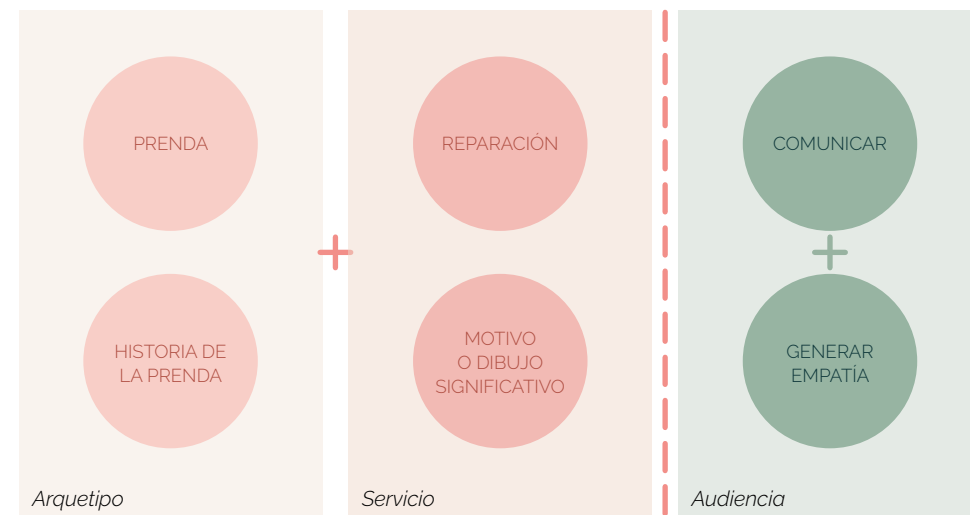 PRENDA
HISTORIA DE
LA PRENDA
Arquetipo
REPARACIÓN
MOTIVO
O DIBUJO
SIGNIFICATIVO
Servicio
COMUNICAR
GENERAR
EMPATÍA
Audiencia